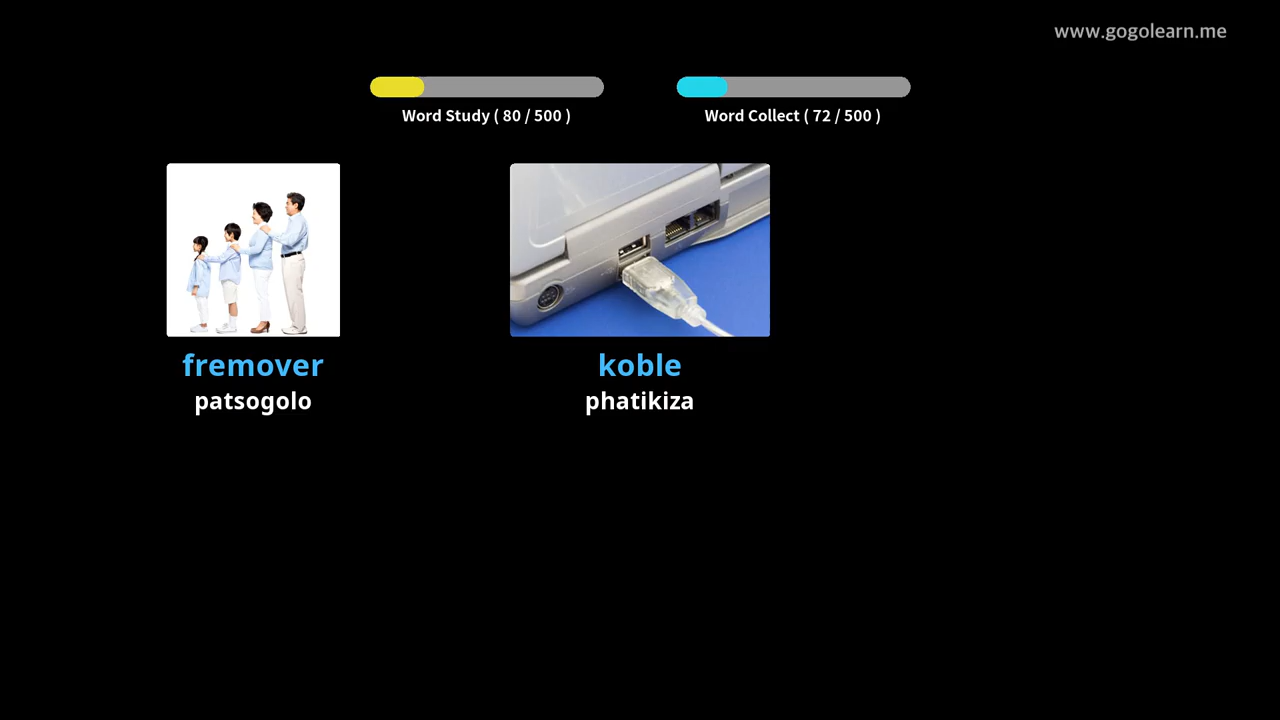 www.gogolearn.me
Word Study ( 80 / 500 )
Word Collect ( 72 / 500 )
fremover
patsogolo
koble
phatikiza